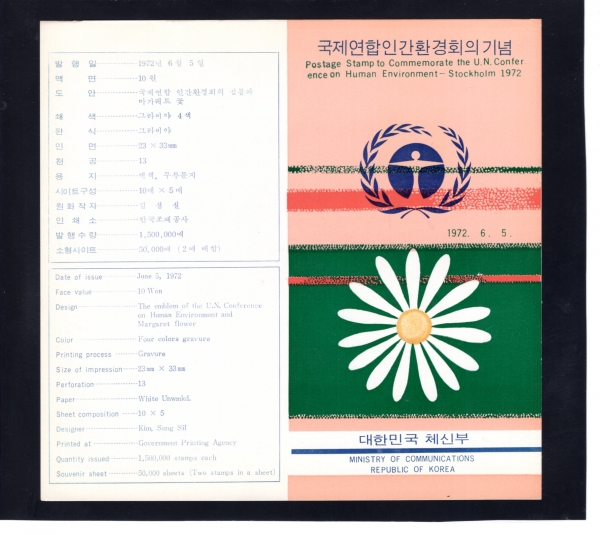 발행일 1972년 6월 5일
액면 10원
도안 국제연합 인간환경회의 심볼과
마가레트 꽃
쇄색 그라비아 4색
판식 그라비아
인면 23 × 33mm
천공 13
용지 백색, 무투문지
시이트구성 10매 × 5매
원화작자 김성실
인쇄소 한국조폐공사
발행수량 1,500,000매
소형시이트 50,000매 (2매 배합)
Date of issue June 5, 1972
Face value 10 Won
Design The emblem of the U.N. Conference
on Human Environment and
Margaret flower
Color Four colors gravure
Printing process Gravure
Size of impression 23mm × 33mm
Perforation 13
Paper White Unwmkd.
Sheet composition 10 × 5
Designer Kim, Sung Sil
Printed at Government Printing Agency
Quantity issued 1,500,000 stamps each
Souvenir sheet 50,000 sheets (Two stamps in a sheet)
국제연합인간환경회의기념
Postage Stamp to Commemorate the U.N. Confer
ence on Human Environment – Stockholm 1972
1972. 6. 5.
대한민국 체신부
MINISTRY OF COMMUNICATIONS
REPUBLIC OF KOREA